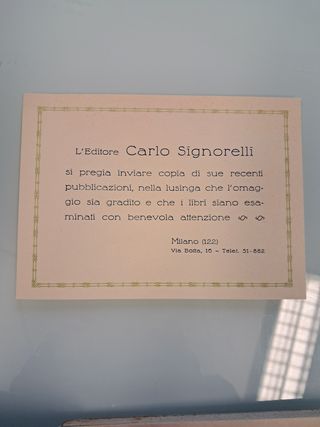 L'Editore Carlo Signorelli
si pregia inviare copia di sue recenti
pubblicazioni, nella lusinga che l'omag-
gio sia gradito e che i libri siano esa-
minati con benevola attenzione
Milano (122)
Via Botta, 16 - Telef. 51-662